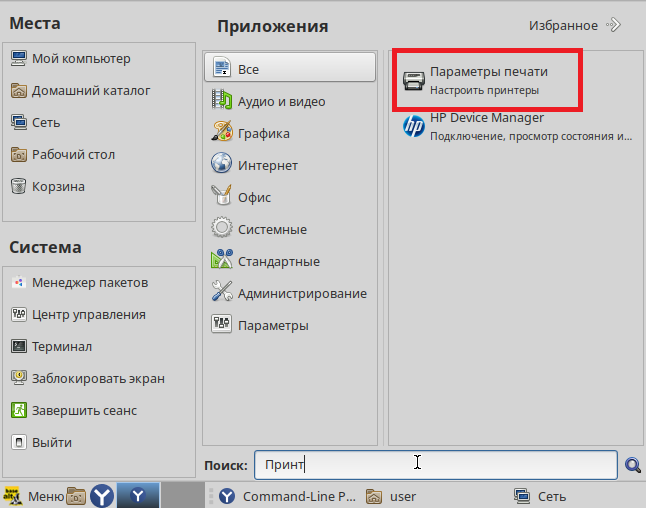 Места
Мой компьютер
Домашний каталог
Сеть
Рабочий стол
Корзина
Система
Менеджер пакетов
Центр управления
Терминал
Заблокировать экран
Завершить сеанс
Выйти
Приложения
Избранное
Все
Аудио и видео
Графика
Интернет
Офис
Системные
Стандартные
Администрирование
Параметры
Параметры печати
Настроить принтеры
HP Device Manager
Подключение, просмотр состояния и...
Поиск: Принт
Меню
Command-Line P...
user
Сеть